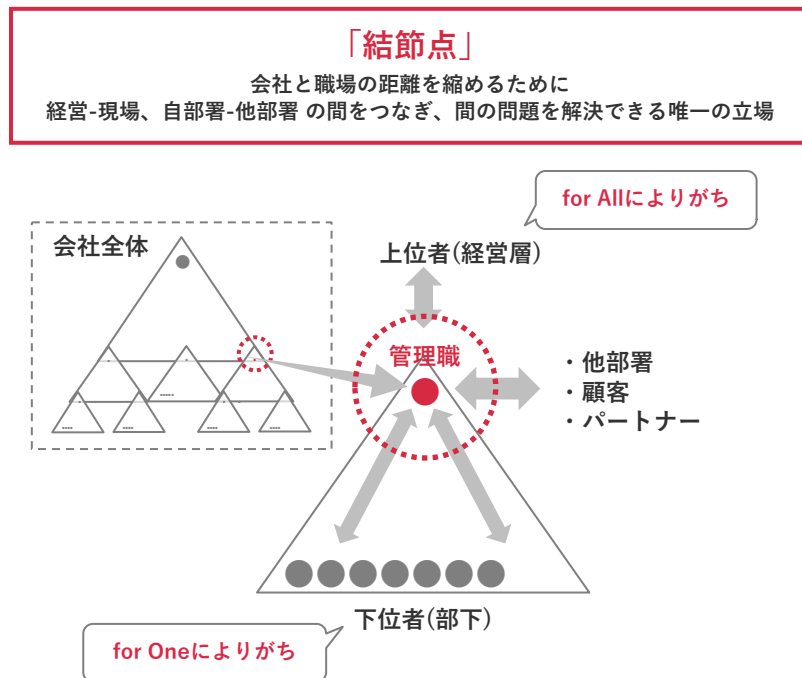 「結節点」
会社と職場の距離を縮めるために
経営-現場、自部署-他部署 の間をつなぎ、間の問題を解決できる唯一の立場
for Allによりがち
会社全体
上位者(経営層)
管理職
・他部署
・顧客
・パートナー
下位者(部下)
for Oneによりがち